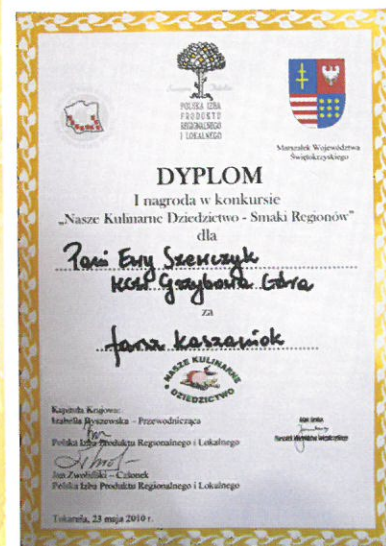 POLSKA IZBA
PRODUKTU
REGIONALNEGO
I LOKALNEGO
Marszałek Województwa
Świętokrzyskiego
DYPLOM
I nagroda w konkursie
„Nasze Kulinarne Dziedzictwo - Smaki Regionów”
dla
Pani Ewy Szewczyk
KGW Grzybowa Góra
za
farsz kaszaniok
NASZE KULINARNE
DZIEDZICTWO
Kapituła Krajowa:
Izabella Byszewska – Przewodnicząca
Polska Izba Produktu Regionalnego i Lokalnego
Jan Zwoliński – Członek
Polska Izba Produktu Regionalnego i Lokalnego
Tokarnia, 23 maja 2010 r.